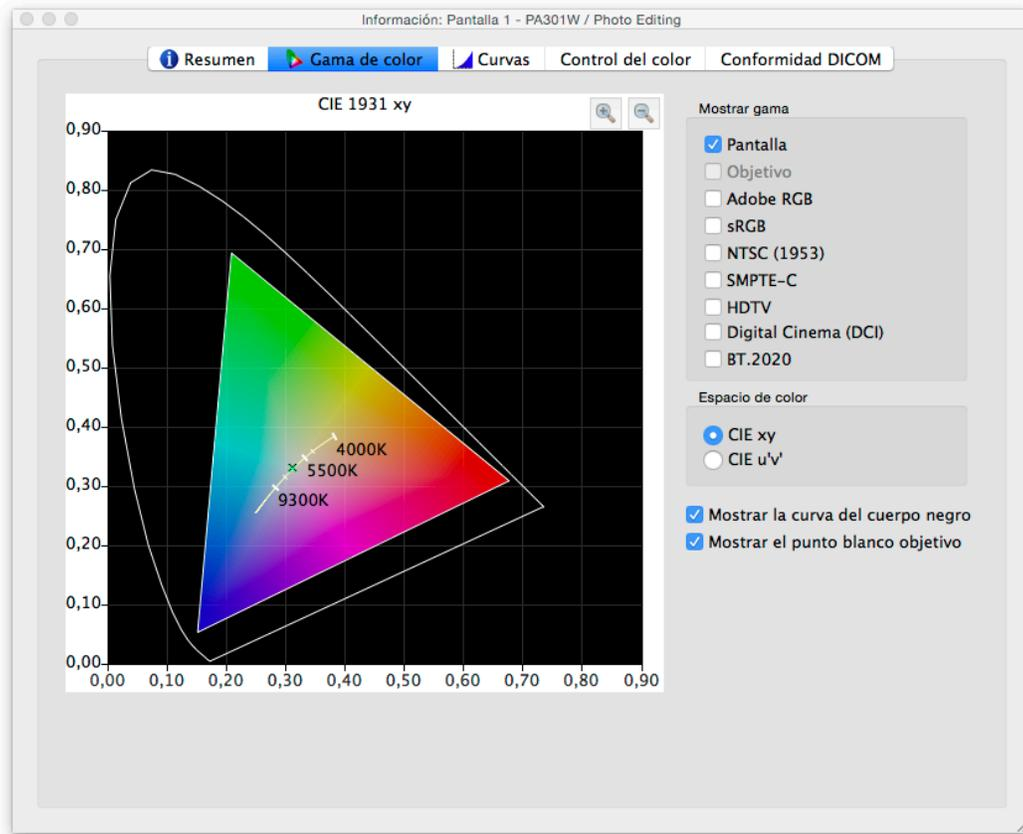 Información: Pantalla 1 - PA301W / Photo Editing
Resumen
Gama de color
Curvas
Control del color
Conformidad DICOM
CIE 1931 xy
0,90
0,80
0,70
0,60
0,50
0,40
0,30
0,20
0,10
0,00
4000K
5500K
9300K
0,00 0,10 0,20 0,30 0,40 0,50 0,60 0,70 0,80 0,90
Mostrar gama
Pantalla
Objetivo
Adobe RGB
sRGB
NTSC (1953)
SMPTE-C
HDTV
Digital Cinema (DCI)
BT.2020
Espacio de color
CIE xy
CIE u'v'
Mostrar la curva del cuerpo negro
Mostrar el punto blanco objetivo